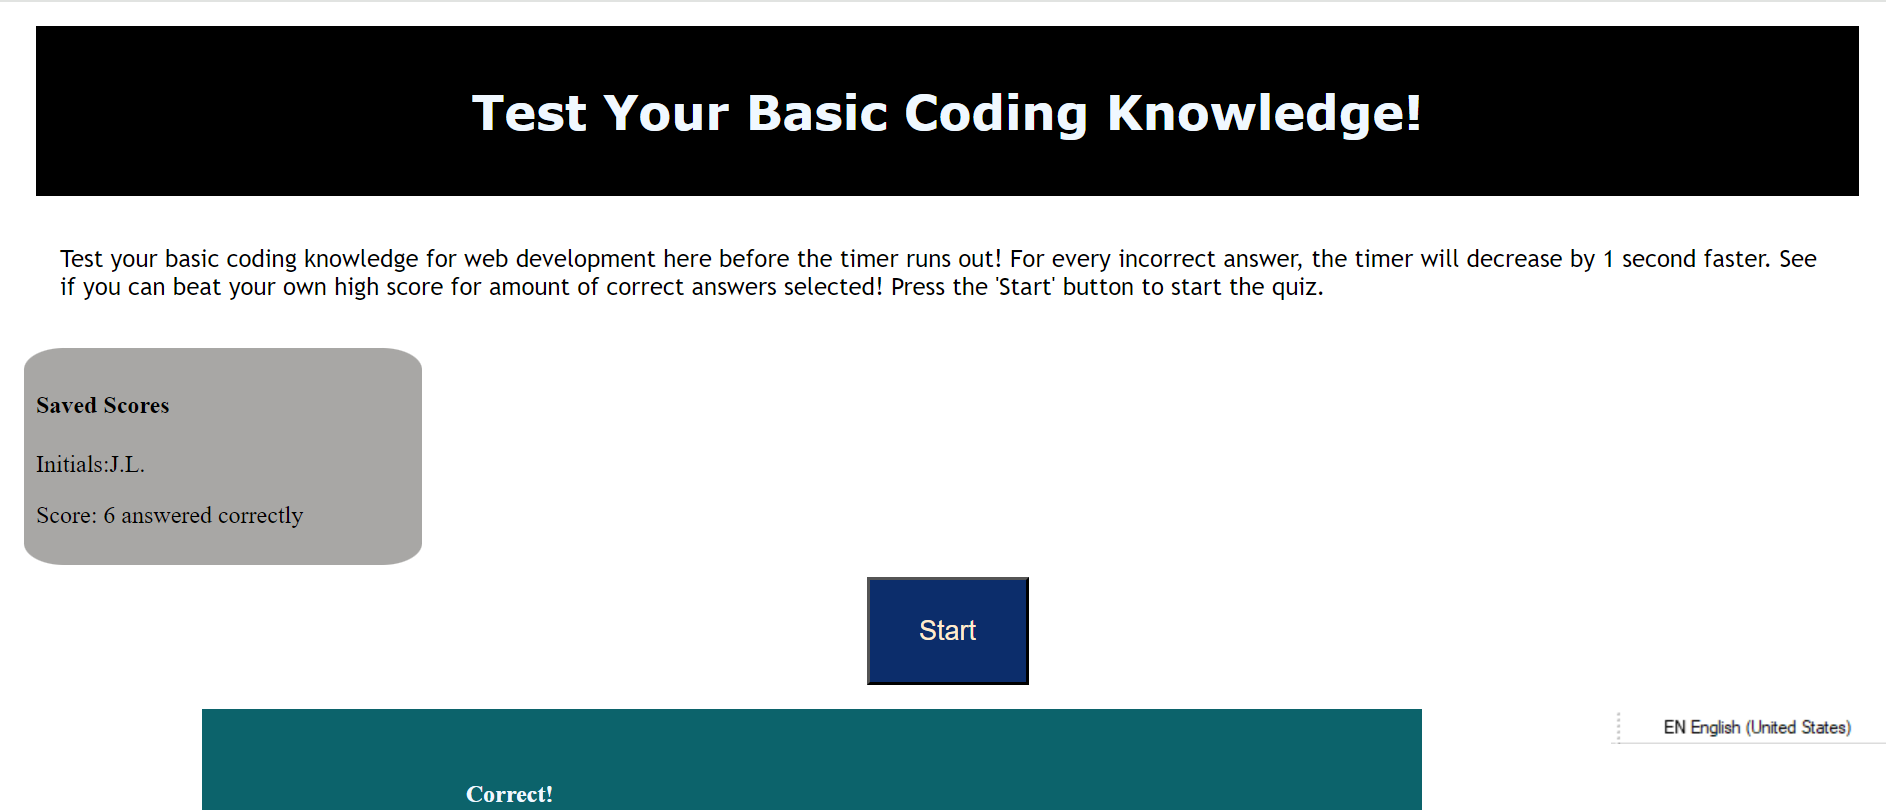 Test Your Basic Coding Knowledge!
Test your basic coding knowledge for web development here before the timer runs out! For every incorrect answer, the timer will decrease by 1 second faster. See
if you can beat your own high score for amount of correct answers selected! Press the 'Start' button to start the quiz.
Saved Scores
Initials:J.L.
Score: 6 answered correctly
Start
EN English (United States)
Correct!